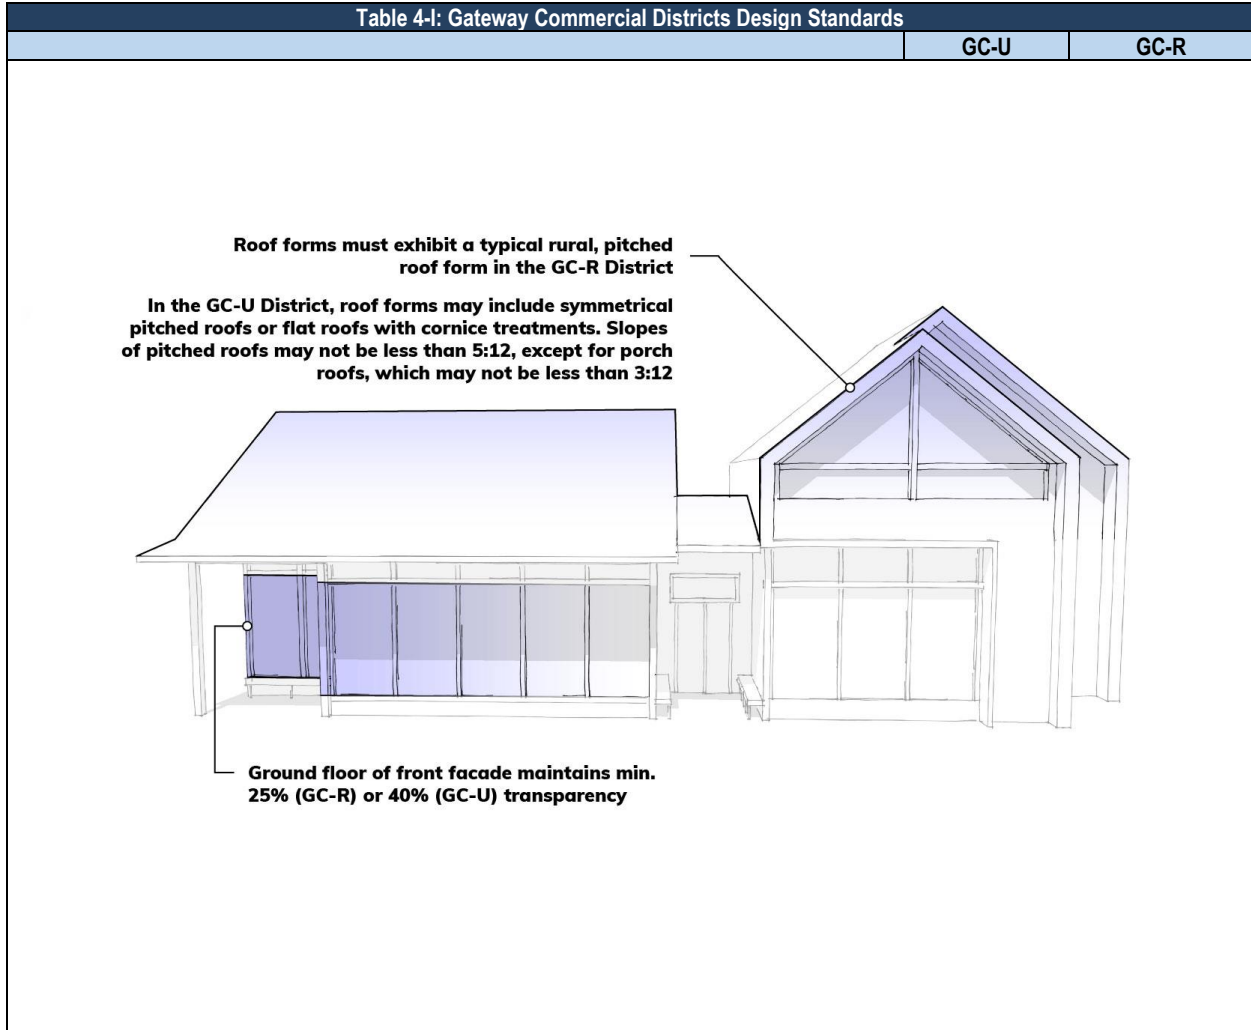 Table 4-I: Gateway Commercial Districts Design Standards
GC-U GC-R
Roof forms must exhibit a typical rural, pitched
roof form in the GC-R District
In the GC-U District, roof forms may include symmetrical
pitched roofs or flat roofs with cornice treatments. Slopes
of pitched roofs may not be less than 5:12, except for porch
roofs, which may not be less than 3:12
Ground floor of front facade maintains min.
25% (GC-R) or 40% (GC-U) transparency